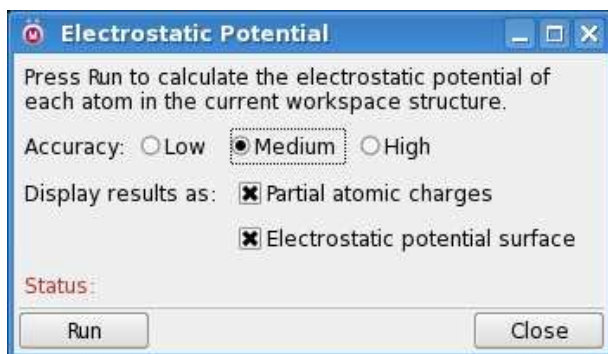 Electrostatic Potential
Press Run to calculate the electrostatic potential of
each atom in the current workspace structure.
Accuracy: Low Medium High
Display results as: Partial atomic charges
Electrostatic potential surface
Status:
Run Close